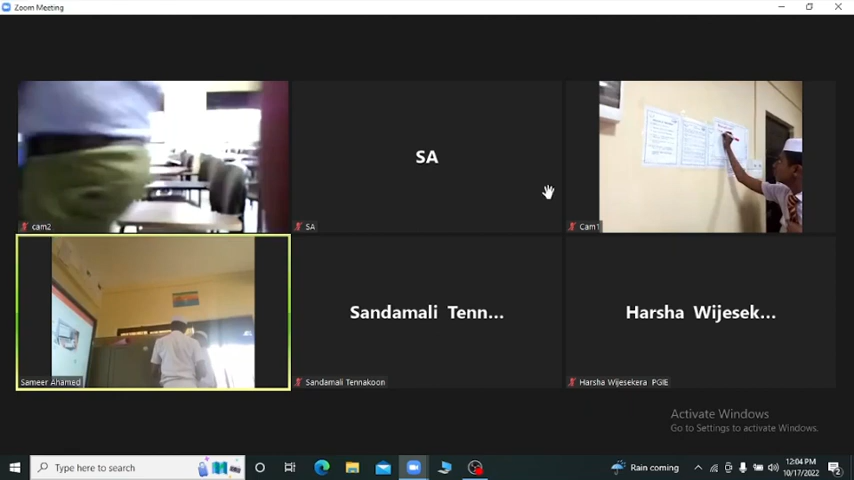 Zoom Meeting
SA
cam2
SA
Cam1
Sandamali Tenn...
Harsha Wijesek...
Sameer Ahamed
Sandamali Tennakoon
Harsha Wijesekera PGIE
Activate Windows
Go to Settings to activate Windows.
Type here to search
Rain coming
12:04 PM
10/17/2022
2